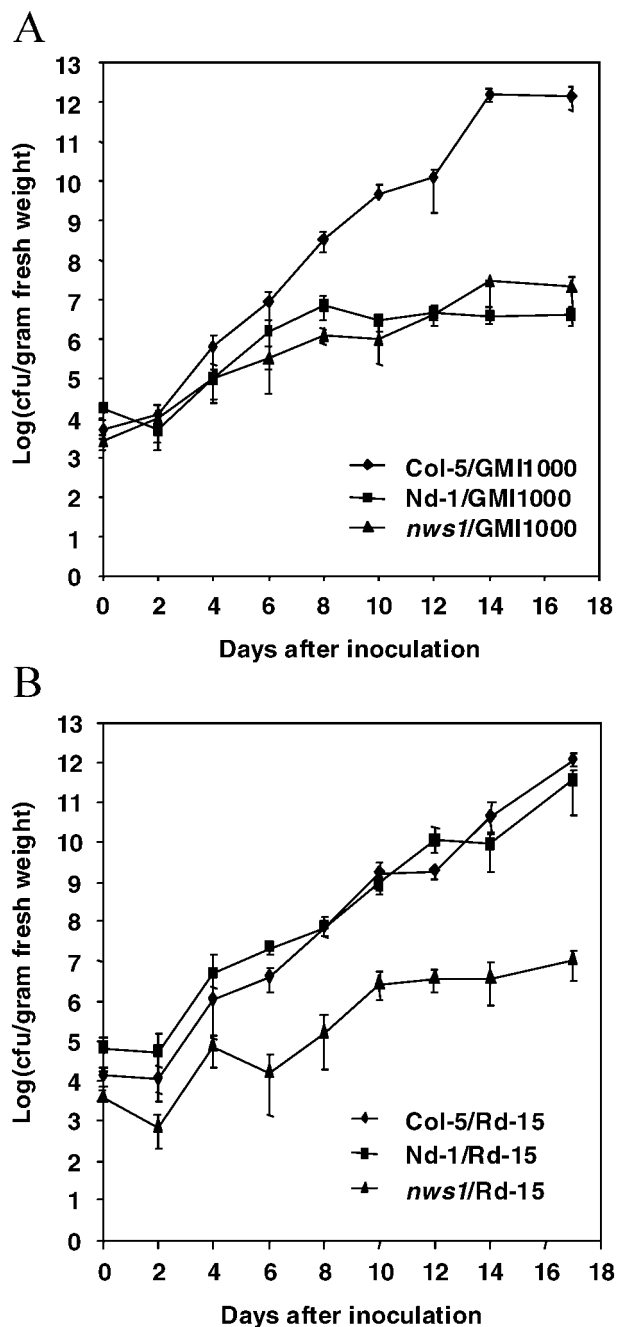 A
13
12
11
10
9
8
7
6
5
4
3
2
1
0
Log(cfu/gram fresh weight)
Col-5/GMI1000
Nd-1/GMI1000
nws1/GMI1000
0 2 4 6 8 10 12 14 16 18
Days after inoculation
B
13
12
11
10
9
8
7
6
5
4
3
2
1
0
Log(cfu/gram fresh weight)
Col-5/Rd-15
Nd-1/Rd-15
nws1/Rd-15
0 2 4 6 8 10 12 14 16 18
Days after inoculation